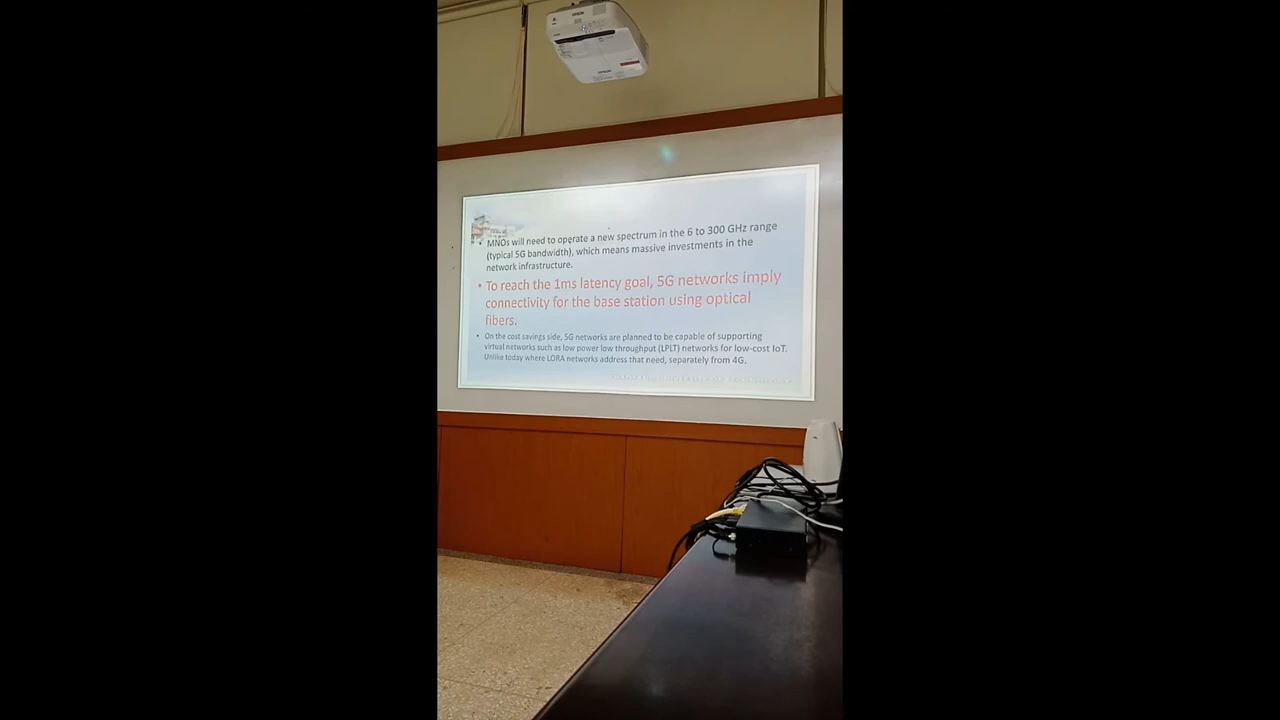 EPSON
EPSON
• MNOs will need to operate a new spectrum in the 6 to 300 GHz range
(typical 5G bandwidth), which means massive investments in the
network infrastructure.
• To reach the 1ms latency goal, 5G networks imply
connectivity for the base station using optical
fibers.
• On the cost savings side, 5G networks are planned to be capable of supporting
virtual networks such as low power low throughput (LPLT) networks for low-cost IoT.
Unlike today where LORA networks address that need, separately from 4G.